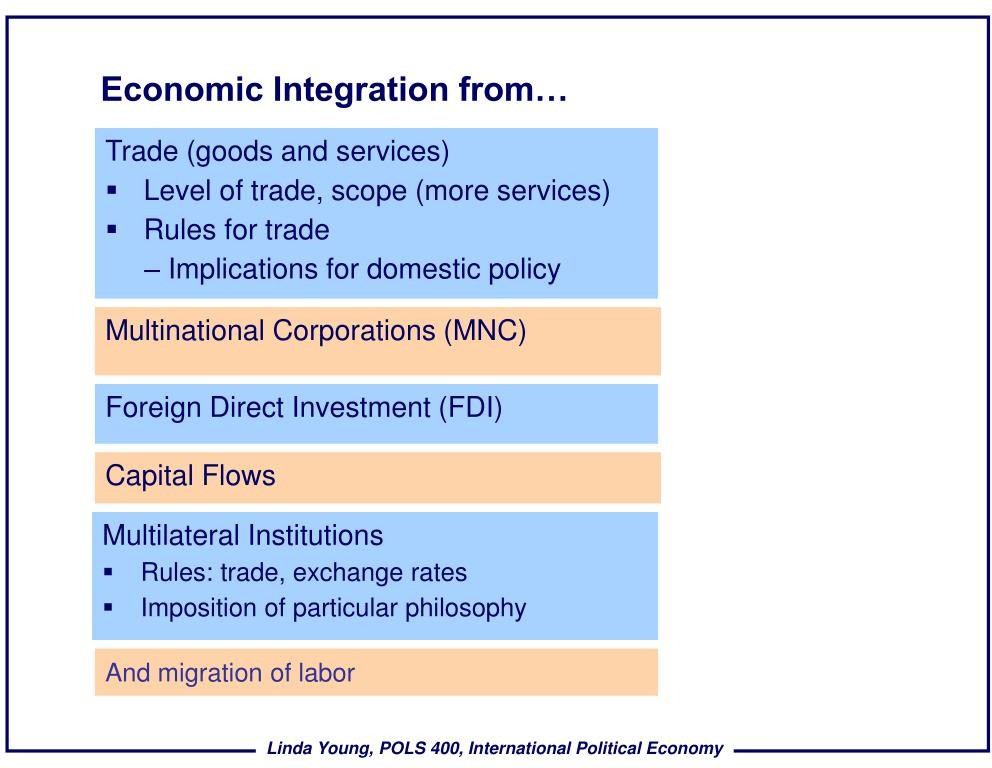 Economic Integration from…
Trade (goods and services)
▪ Level of trade, scope (more services)
▪ Rules for trade
– Implications for domestic policy
Multinational Corporations (MNC)
Foreign Direct Investment (FDI)
Capital Flows
Multilateral Institutions
▪ Rules: trade, exchange rates
▪ Imposition of particular philosophy
And migration of labor
Linda Young, POLS 400, International Political Economy